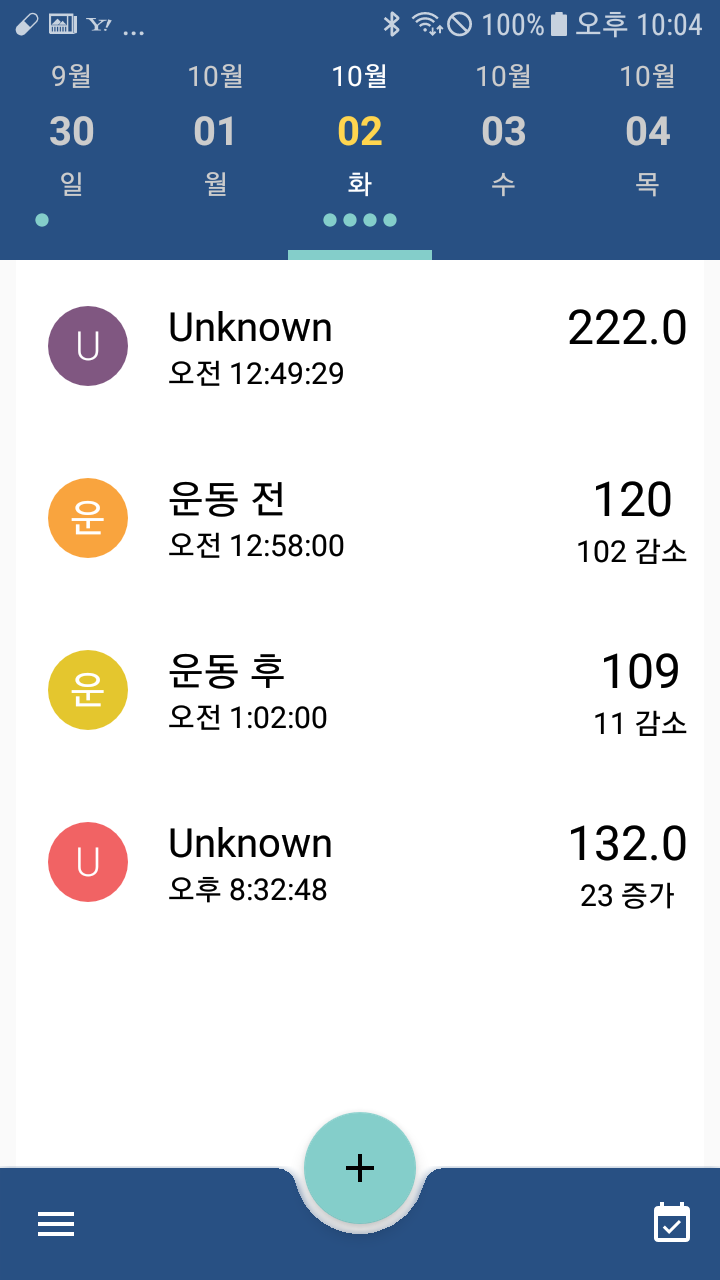 Y! ... 100% 오후 10:04
9월 10월 10월 10월 10월
30 01 02 03 04
일 월 화 수 목
U Unknown 222.0
오전 12:49:29
운 운동 전 120
오전 12:58:00 102 감소
운 운동 후 109
오전 1:02:00 11 감소
U Unknown 132.0
오후 8:32:48 23 증가
+